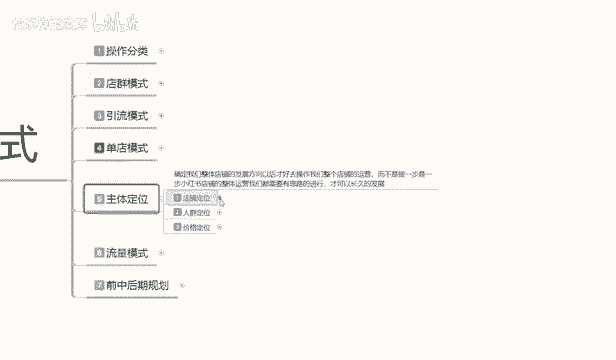 式
1 操作分类
2 店群模式
3 引流模式
4 单店模式
5 主体定位
确定我们整体店铺的发展方可以后才好去操作我们整个店铺的运营,而不是做一步是一
步小红书店铺的整体运营我们都需要有思路的进行,才可以长久的发展
1 店铺定位
2 人群定位
3 价格定位
6 流量模式
7 前中后期规划